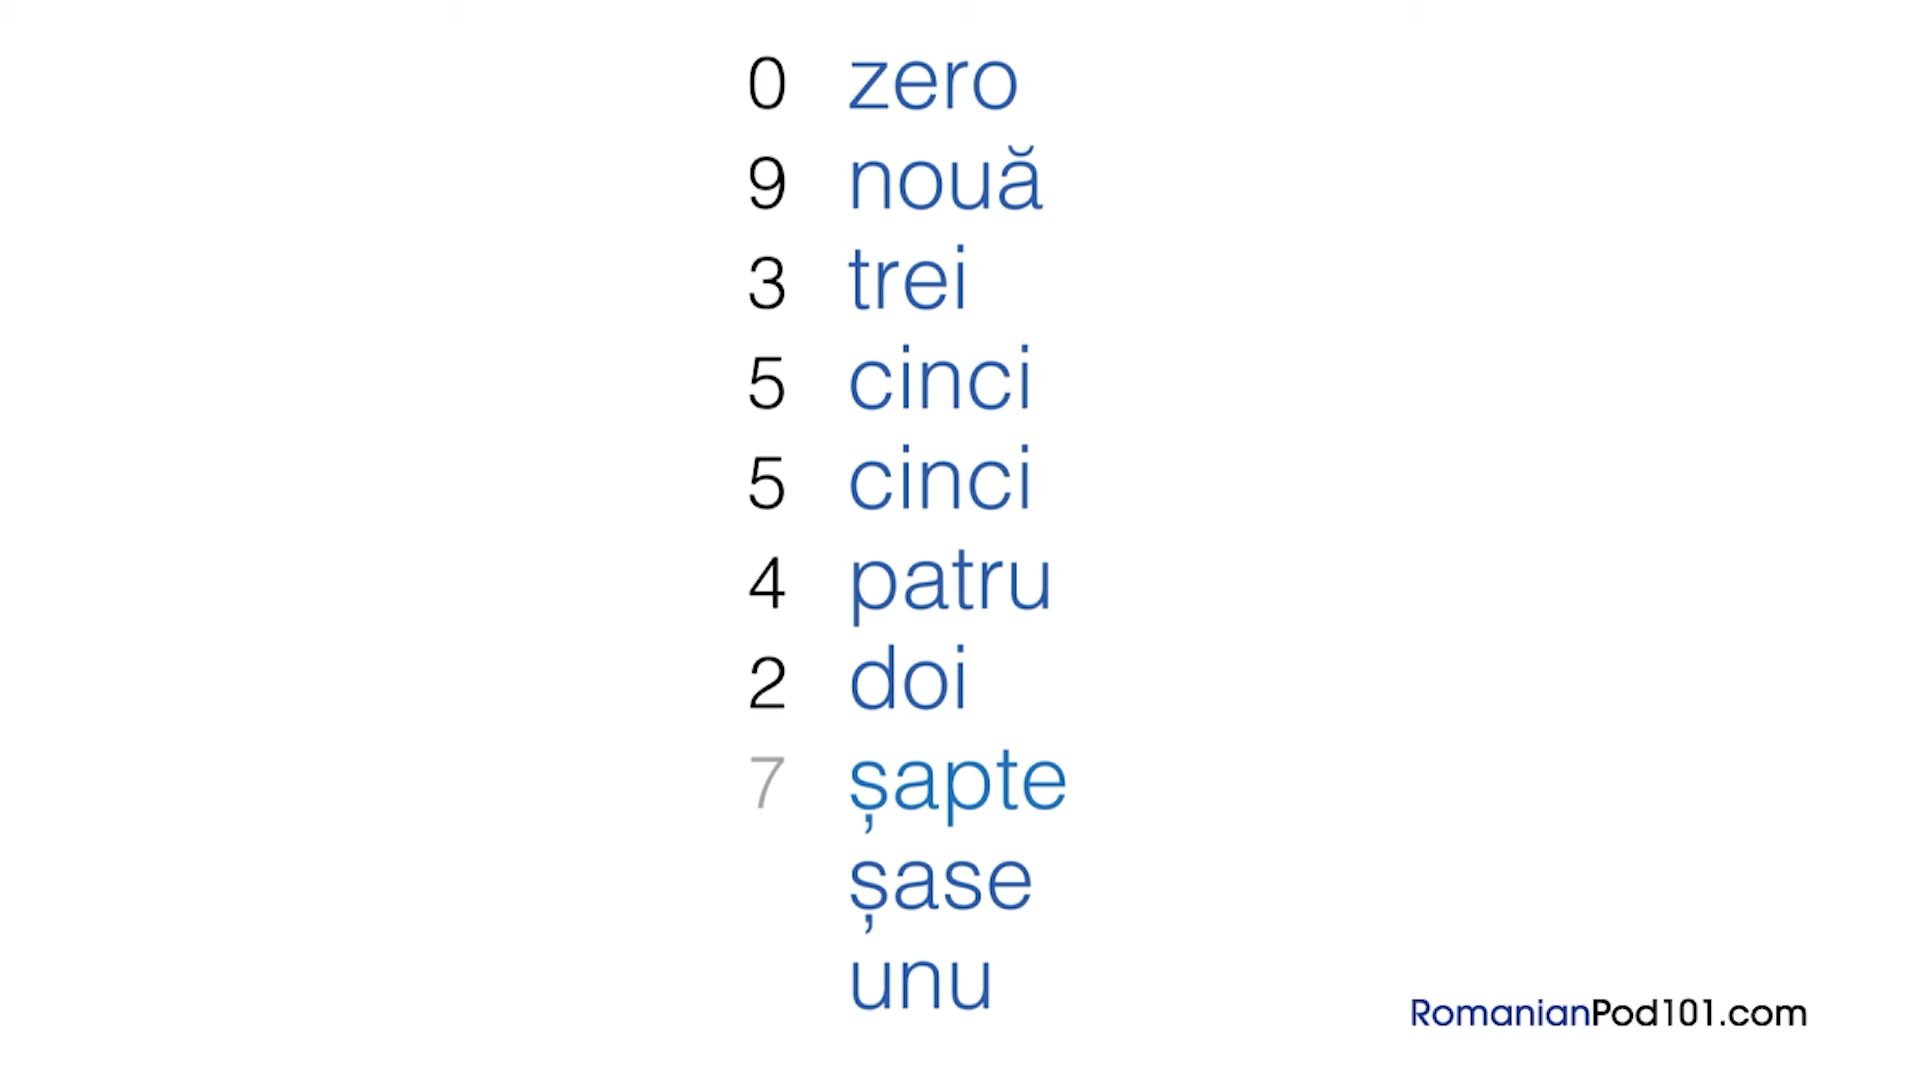 0 zero
9 nouă
3 trei
5 cinci
5 cinci
4 patru
2 doi
7 șapte
șase
unu
RomanianPod101.com